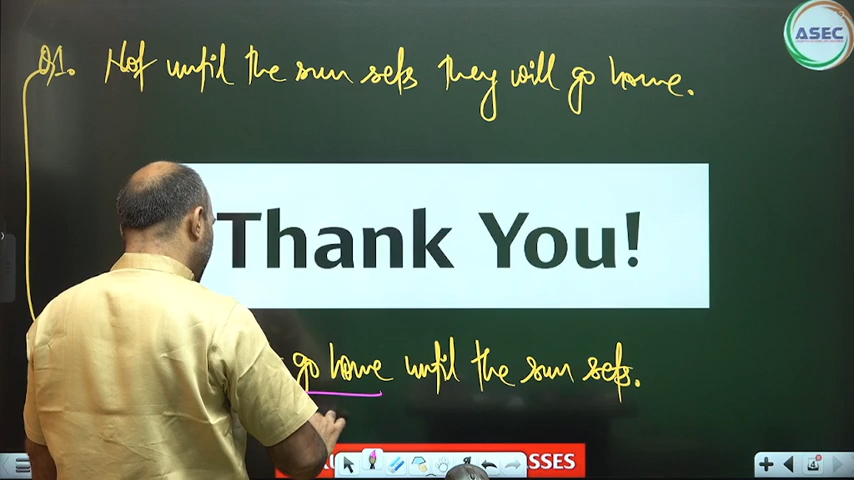 ASEC
Q1. Not until the sun sets they will go home.
Thank You!
go home until the sun sets.
SSES
4